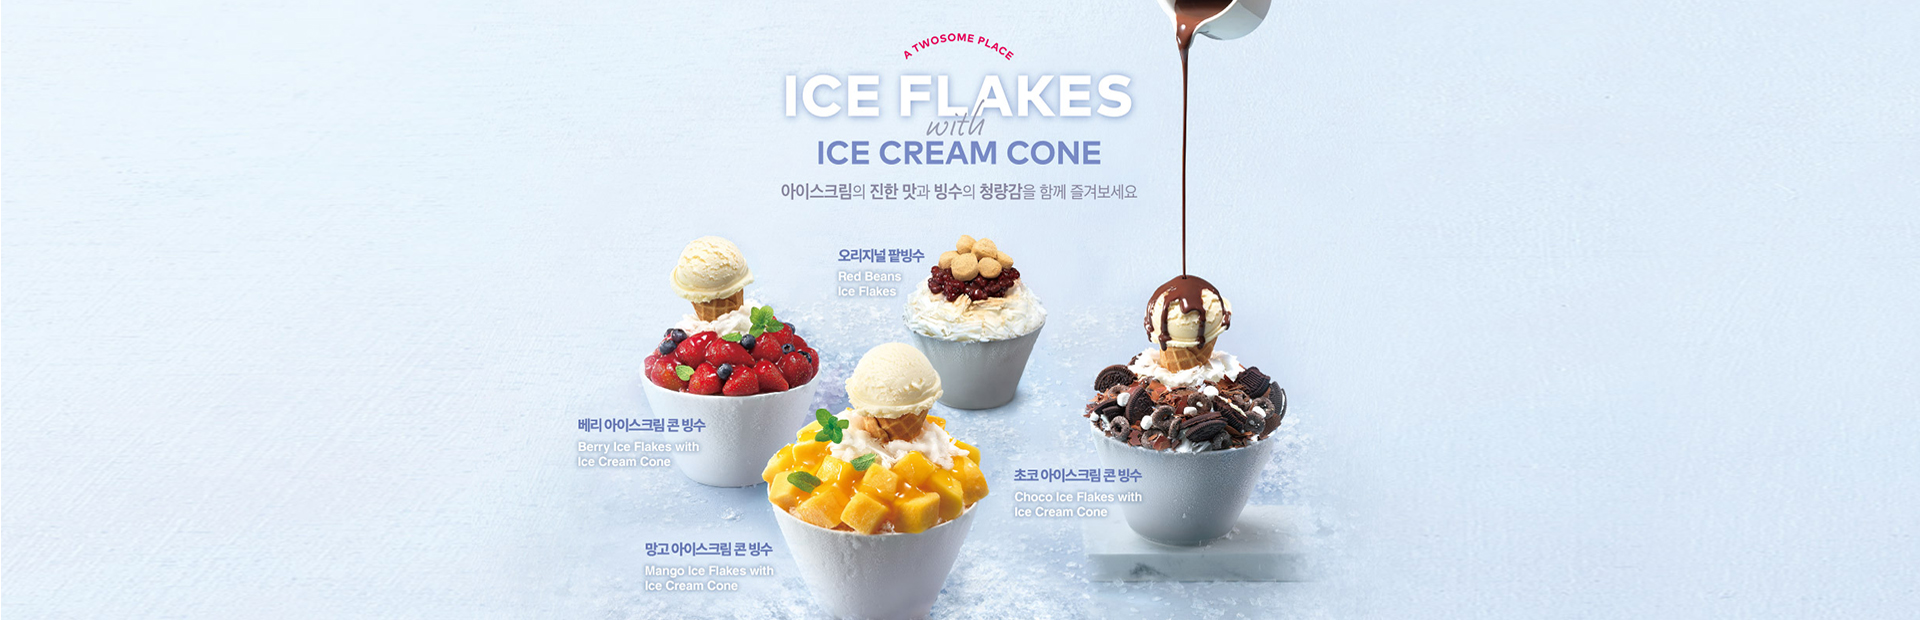 A TWOSOME PLACE
ICE FLAKES
with
ICE CREAM CONE
아이스크림의 진한 맛과 빙수의 청량감을 함께 즐겨보세요
오리지널 팥빙수
Red Beans
Ice Flakes
베리 아이스크림 콘 빙수
Berry Ice Flakes with
Ice Cream Cone
초코 아이스크림 콘 빙수
Choco Ice Flakes with
Ice Cream Cone
망고 아이스크림 콘 빙수
Mango Ice Flakes with
Ice Cream Cone